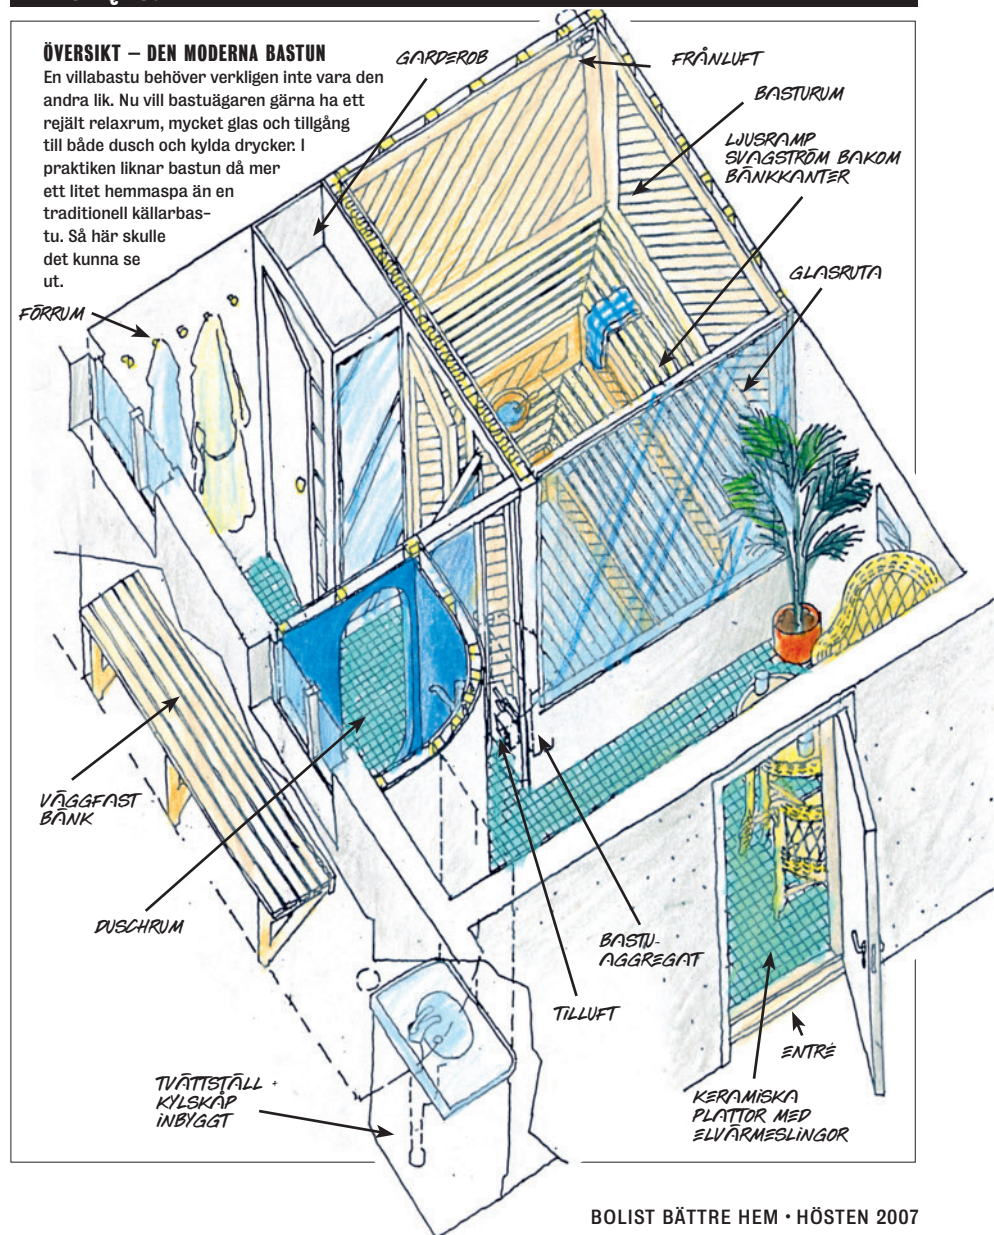 ÖVERSIKT – DEN MODERNA BASTUN
En villabastu behöver verkligen inte vara den
andra lik. Nu vill bastuägaren gärna ha ett
rejält relaxrum, mycket glas och tillgång
till både dusch och kylda drycker. I
praktiken liknar bastun då mer
ett litet hemmaspa än en
traditionell källarbas-
tu. Så här skulle
det kunna se
ut.
GARDEROB
FRÅNLUFT
BASTURUM
LJUSRAMP
SVAGSTRÖM BAKOM
BÄNKKANTER
GLASRUTA
FÖRRUM
VÄGGFAST
BÄNK
DUSCHRUM
BASTU-
AGGREGAT
TILLUFT
ENTRÉ
TVÄTTSTÄLL +
KYLSKÅP
INBYGGT
KERAMISKA
PLATTOR MED
ELVÄRMESLINGOR
BOLIST BÄTTRE HEM • HÖSTEN 2007